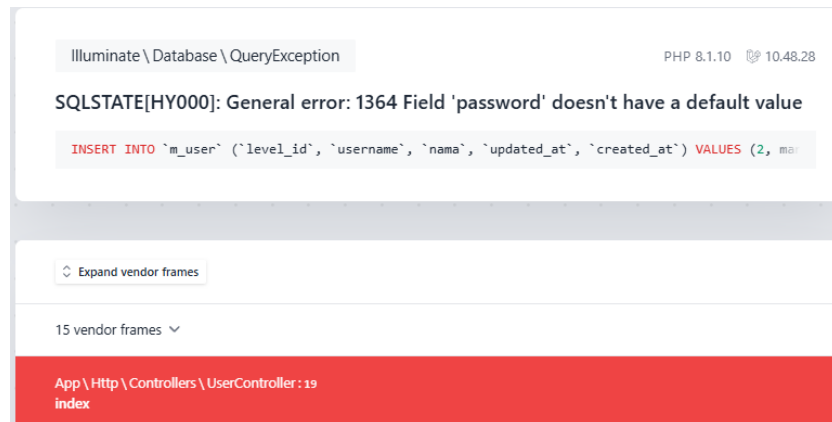 Illuminate \ Database \ QueryException
PHP 8.1.10 10.48.28
SQLSTATE[HY000]: General error: 1364 Field 'password' doesn't have a default value
INSERT INTO `m_user` (`level_id`, `username`, `nama`, `updated_at`, `created_at`) VALUES (2,
Expand vendor frames
15 vendor frames
App \ Http \ Controllers \ UserController : 19
index